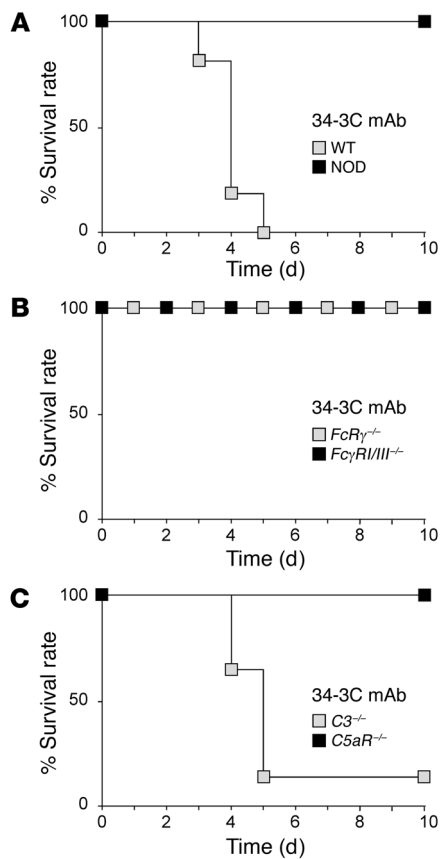 A
100
50
0
% Survival rate
34-3C mAb
WT
NOD
0 2 4 6 8 10
Time (d)
B
100
50
0
% Survival rate
34-3C mAb
FcRγ–/–
FcγRI/III–/–
0 2 4 6 8 10
Time (d)
C
100
50
0
% Survival rate
34-3C mAb
C3–/–
C5aR–/–
0 2 4 6 8 10
Time (d)